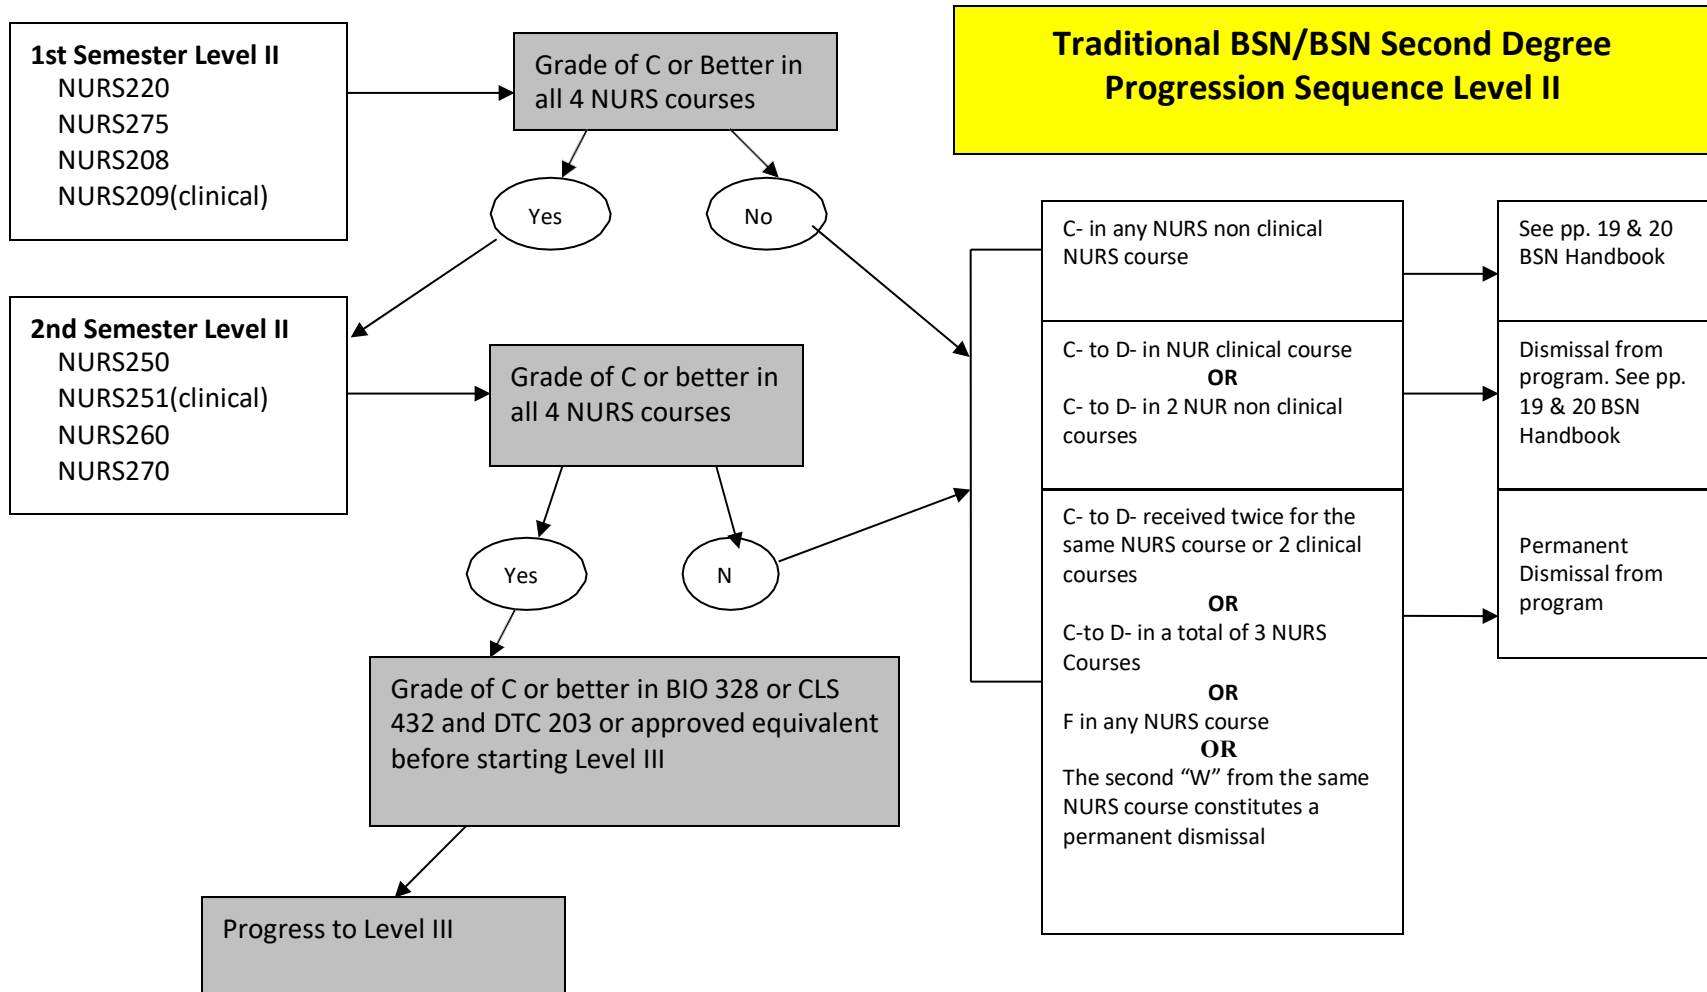 Traditional BSN/BSN Second Degree
Progression Sequence Level II
1st Semester Level II
NURS220
NURS275
NURS208
NURS209(clinical)
Grade of C or Better in
all 4 NURS courses
Yes
No
2nd Semester Level II
NURS250
NURS251(clinical)
NURS260
NURS270
Grade of C or better in
all 4 NURS courses
Yes
N
Grade of C or better in BIO 328 or CLS
432 and DTC 203 or approved equivalent
before starting Level III
Progress to Level III
C- in any NURS non clinical
NURS course
See pp. 19 & 20
BSN Handbook
C- to D- in NUR clinical course
OR
C- to D- in 2 NUR non clinical
courses
Dismissal from
program. See pp.
19 & 20 BSN
Handbook
C- to D- received twice for the
same NURS course or 2 clinical
courses
OR
C-to D- in a total of 3 NURS
Courses
OR
F in any NURS course
OR
The second “W” from the same
NURS course constitutes a
permanent dismissal
Permanent
Dismissal from
program